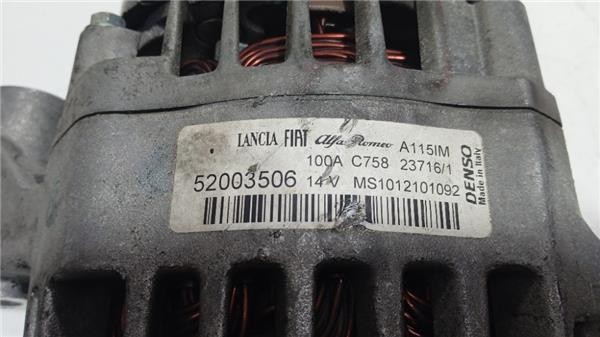 LANCIA FIAT Alfa Romeo A115IM
100A C758 23716/1
52003506 14 V MS1012101092
DENSO
Made in Italy